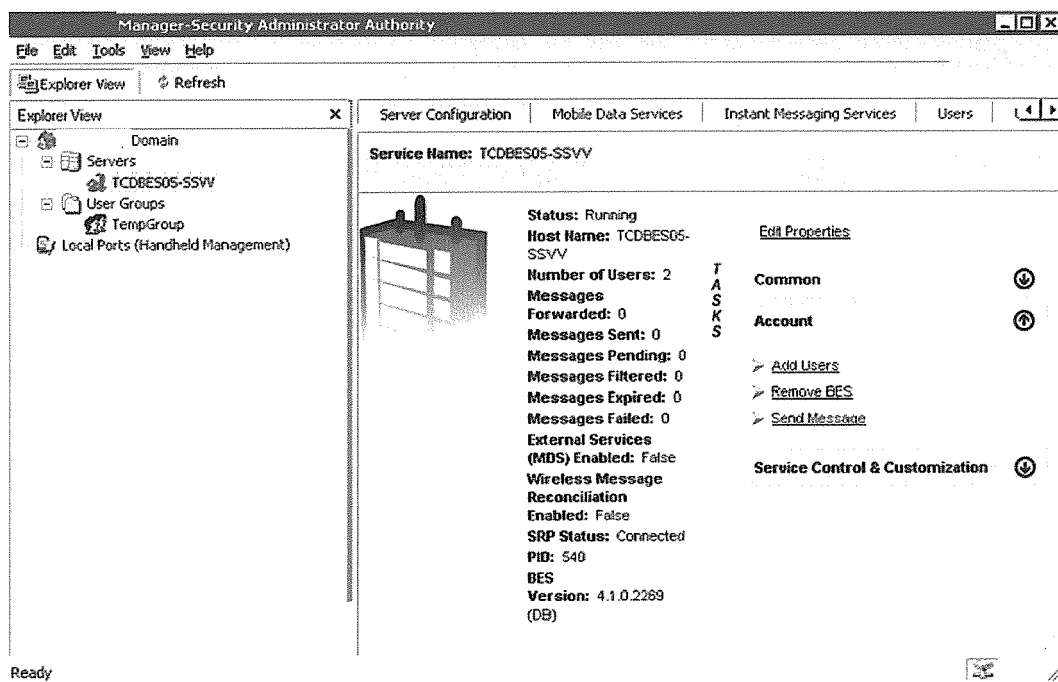 Manager-Security Administrator Authority
File Edit Tools View Help
Explorer View Refresh
Explorer View
Domain
Servers
TCDBES05-SSVV
User Groups
TempGroup
Local Ports (Handheld Management)
Server Configuration Mobile Data Services Instant Messaging Services Users
Service Name: TCDBES05-SSVV
Status: Running
Host Name: TCDBES05-
SSVV
Number of Users: 2
Messages
Forwarded: 0
Messages Sent: 0
Messages Pending: 0
Messages Filtered: 0
Messages Expired: 0
Messages Failed: 0
External Services
(MDS) Enabled: False
Wireless Message
Reconciliation
Enabled: False
SRP Status: Connected
PID: 540
BES
Version: 4.1.0.2269
(DB)
TASKS
Edit Properties
Common
Account
Add Users
Remove BES
Send Message
Service Control & Customization
Ready